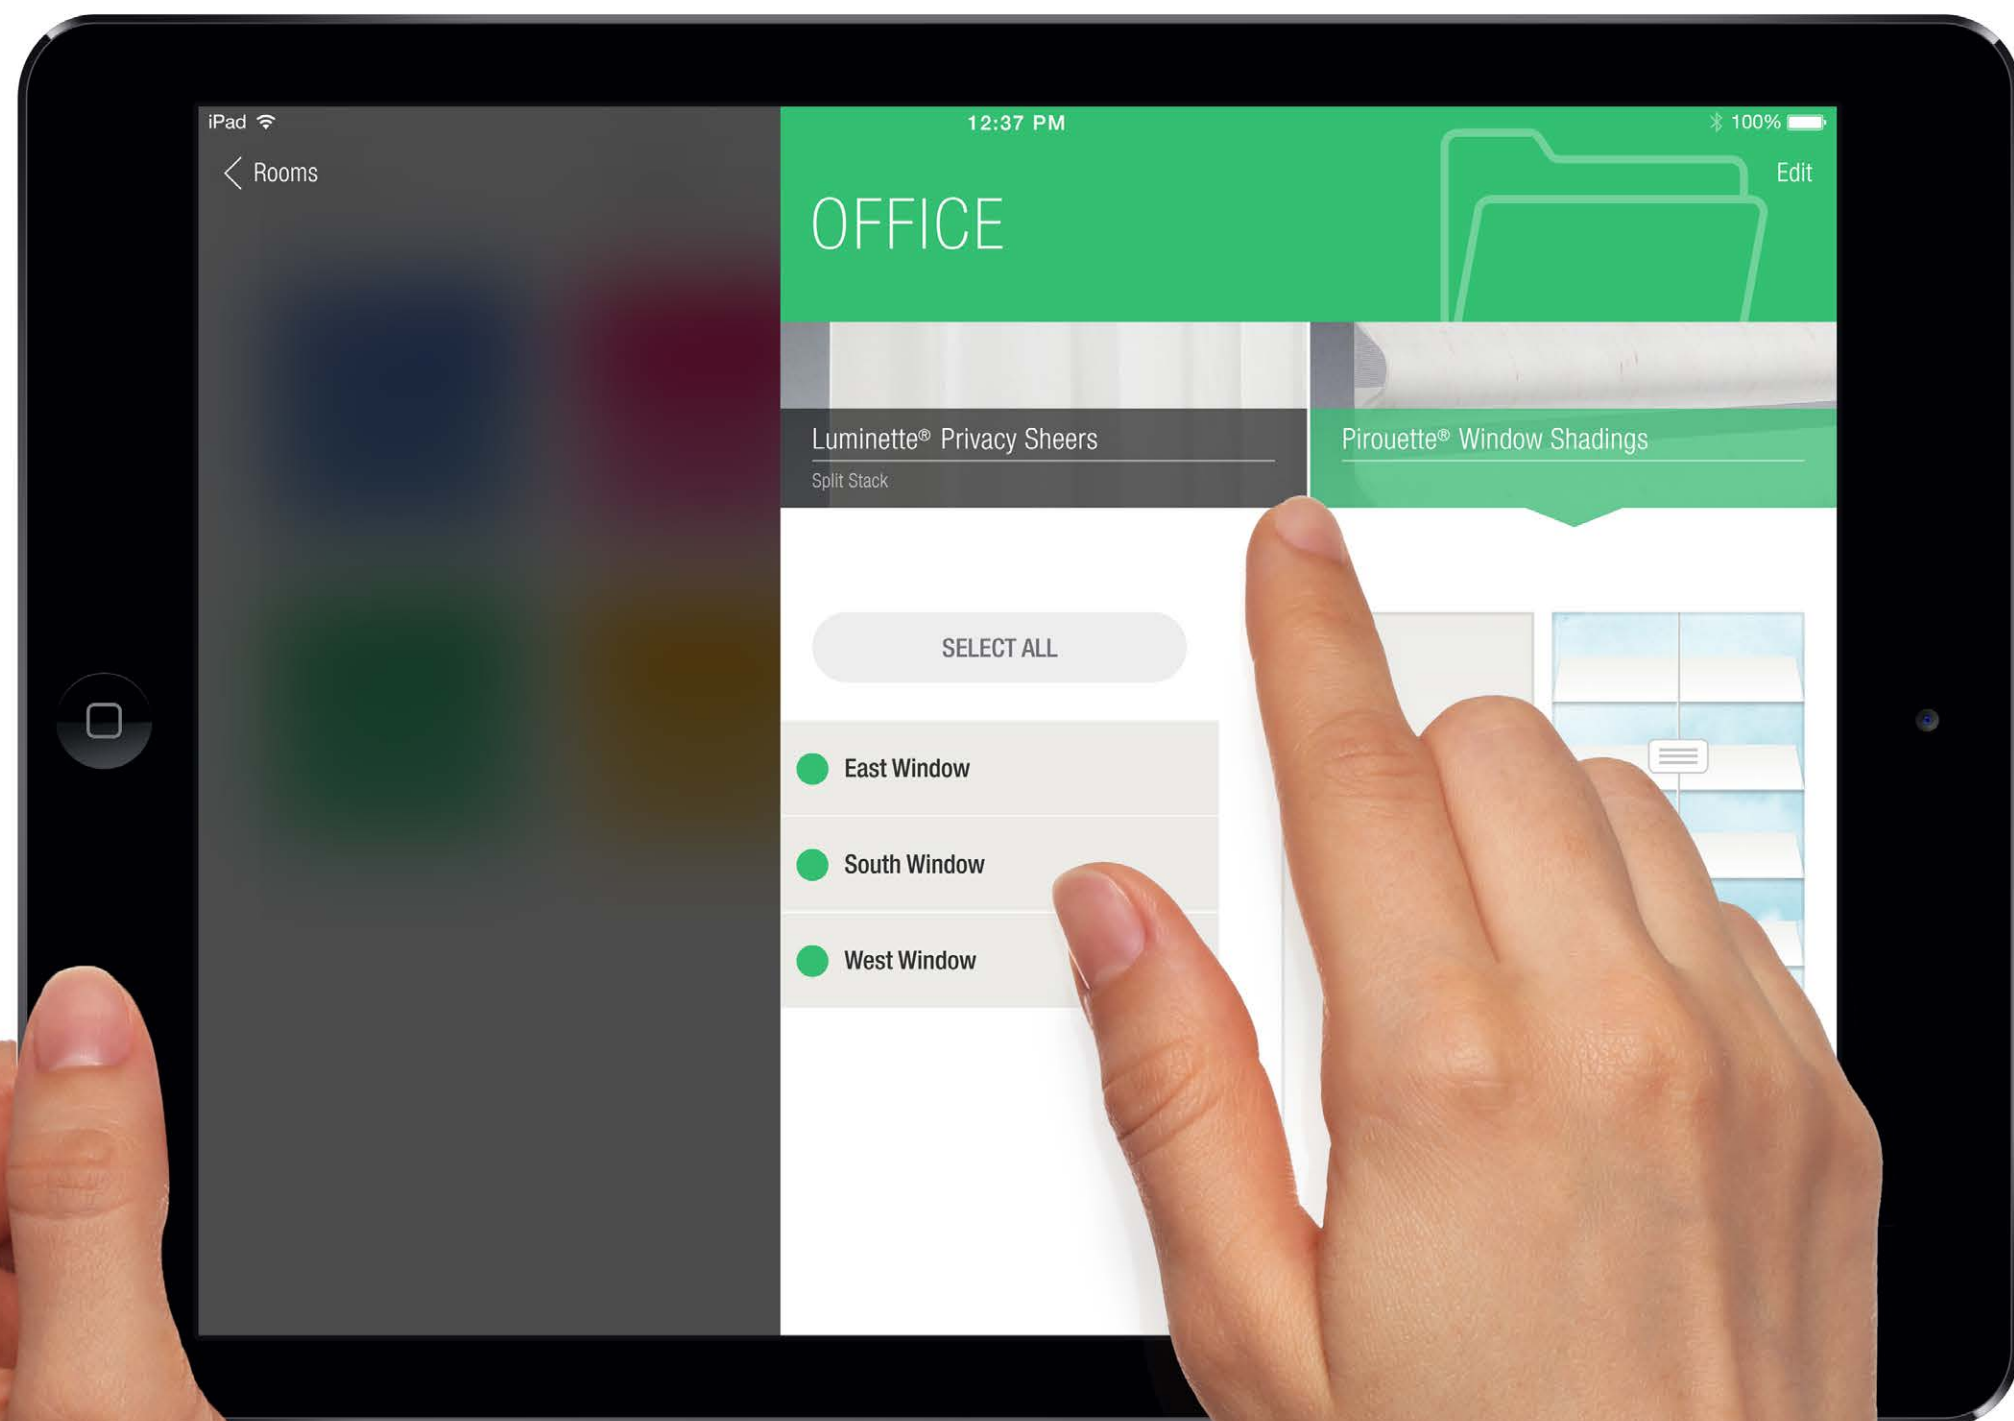 iPad
12:37 PM
100%
Rooms
Edit
OFFICE
Luminette® Privacy Sheers
Split Stack
Pirouette® Window Shadings
SELECT ALL
East Window
South Window
West Window